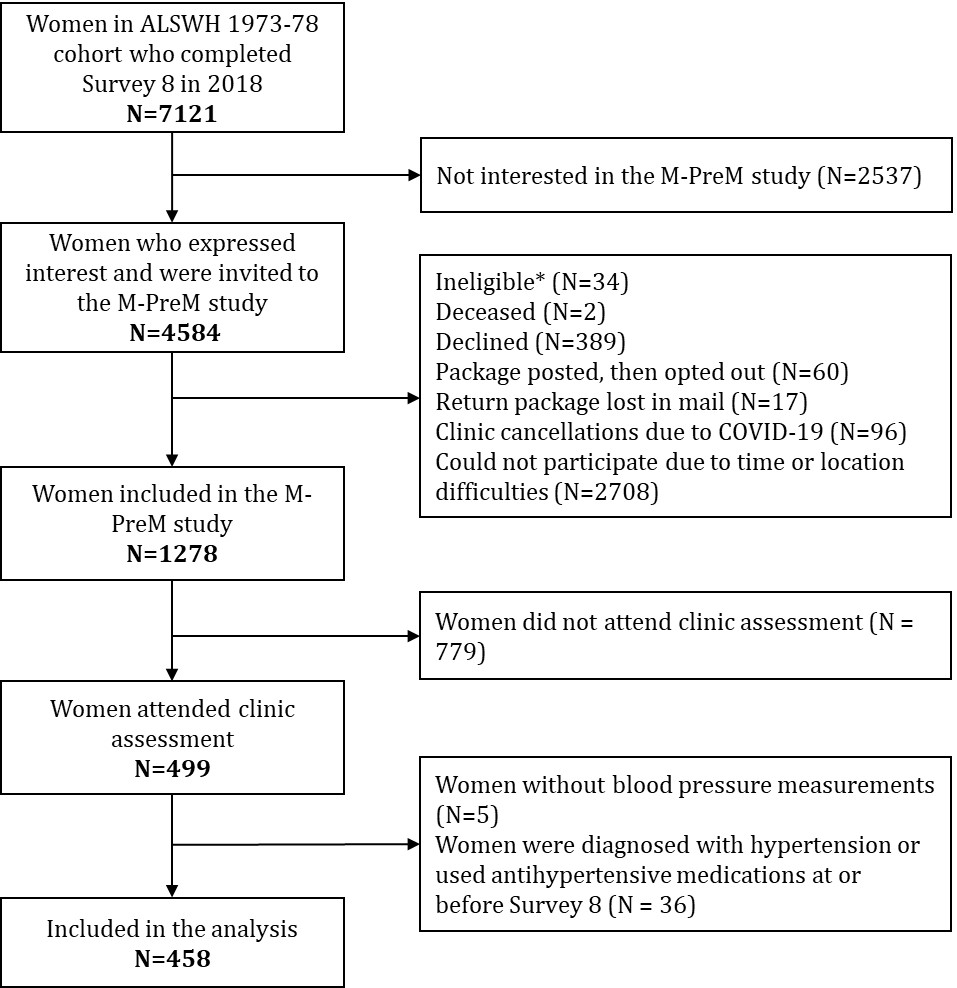 Women in ALSWH 1973-78
cohort who completed
Survey 8 in 2018
N=7121
Not interested in the M-PreM study (N=2537)
Women who expressed
interest and were invited to
the M-PreM study
N=4584
Ineligible* (N=34)
Deceased (N=2)
Declined (N=389)
Package posted, then opted out (N=60)
Return package lost in mail (N=17)
Clinic cancellations due to COVID-19 (N=96)
Could not participate due to time or location
difficulties (N=2708)
Women included in the M-
PreM study
N=1278
Women did not attend clinic assessment (N =
779)
Women attended clinic
assessment
N=499
Women without blood pressure measurements
(N=5)
Women were diagnosed with hypertension or
used antihypertensive medications at or
before Survey 8 (N = 36)
Included in the analysis
N=458